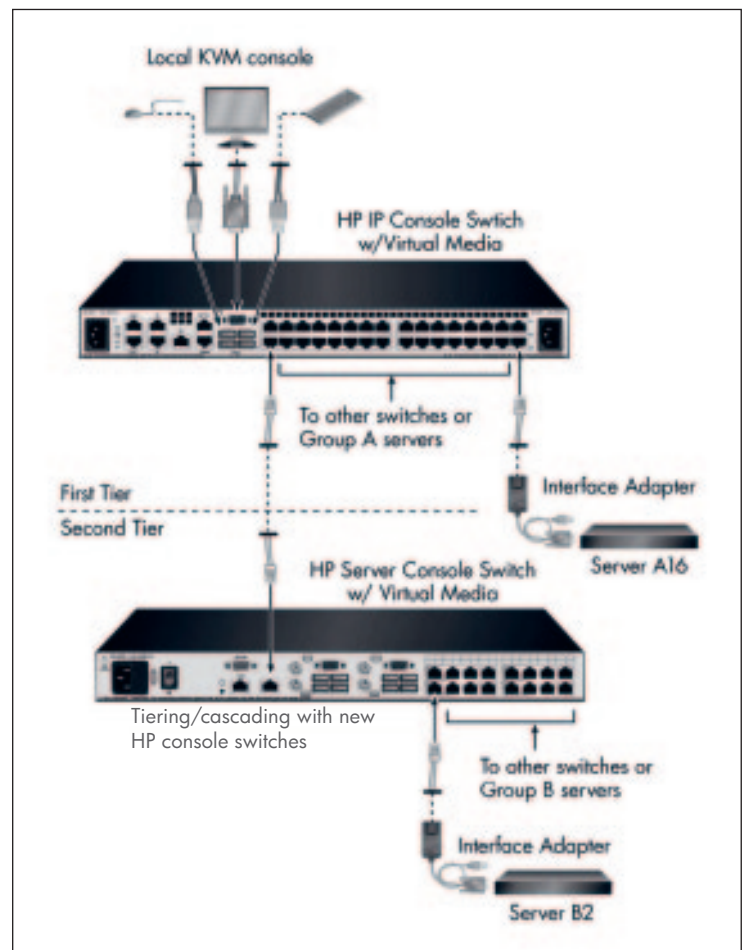 Local KVM console
HP IP Console Swtich
w/Virtual Media
To other switches or
Group A servers
First Tier
Interface Adapter
Second Tier
Server A16
HP Server Console Switch
w/ Virtual Media
Tiering/cascading with new
HP console switches
To other switches or
Group B servers
Interface Adapter
Server B2